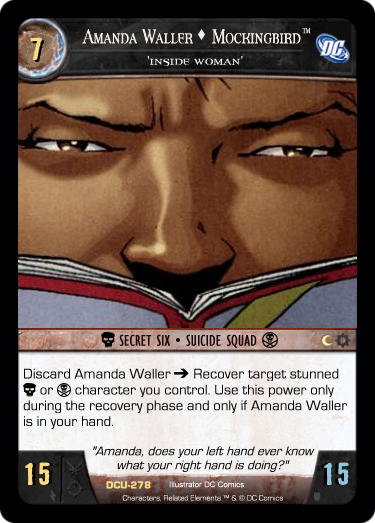 7
AMANDA WALLER ♦ MOCKINGBIRD™
'INSIDE WOMAN'
DC
SECRET SIX • SUICIDE SQUAD
Discard Amanda Waller ➔ Recover target stunned
or character you control. Use this power only
during the recovery phase and only if Amanda Waller
is in your hand.
"Amanda, does your left hand ever know
what your right hand is doing?"
15
DCU-278 Illustrator DC Comics
Characters, Related Elements ™ & © DC Comics
15